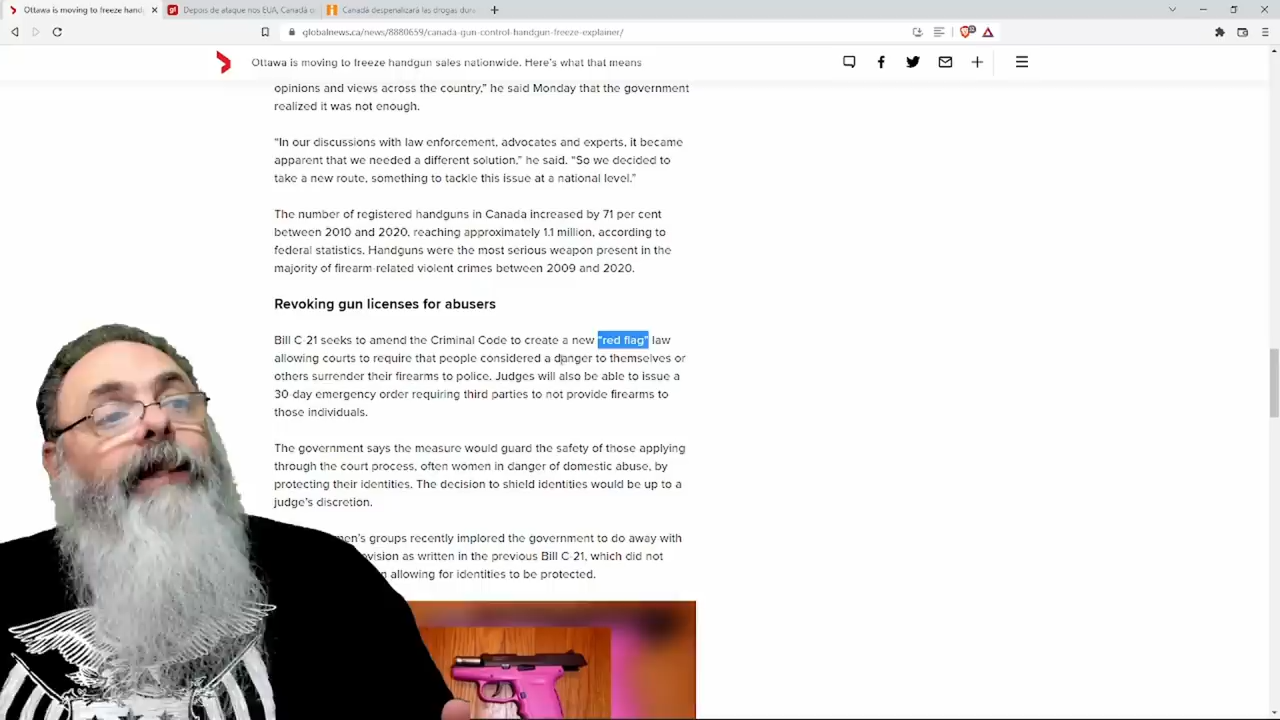 Ottawa is moving to freeze hand
Depois de ataque nos EUA, Canadá
Canadá despenalizará las drogas dur
globalnews.ca/news/8880659/canada-gun-control-handgun-freeze-explainer/
Ottawa is moving to freeze handgun sales nationwide. Here's what that means
opinions and views across the country,” he said Monday that the government
realized it was not enough.
“In our discussions with law enforcement, advocates and experts, it became
apparent that we needed a different solution,” he said. “So we decided to
take a new route, something to tackle this issue at a national level.”
The number of registered handguns in Canada increased by 71 per cent
between 2010 and 2020, reaching approximately 1.1 million, according to
federal statistics. Handguns were the most serious weapon present in the
majority of firearm-related violent crimes between 2009 and 2020.
Revoking gun licenses for abusers
Bill C-21 seeks to amend the Criminal Code to create a new “red flag” law
allowing courts to require that people considered a danger to themselves or
others surrender their firearms to police. Judges will also be able to issue a
30-day emergency order requiring third parties to not provide firearms to
those individuals.
The government says the measure would guard the safety of those applying
through the court process, often women in danger of domestic abuse, by
protecting their identities. The decision to shield identities would be up to a
judge’s discretion.
men’s groups recently implored the government to do away with
vision as written in the previous Bill C-21, which did not
allowing for identities to be protected.